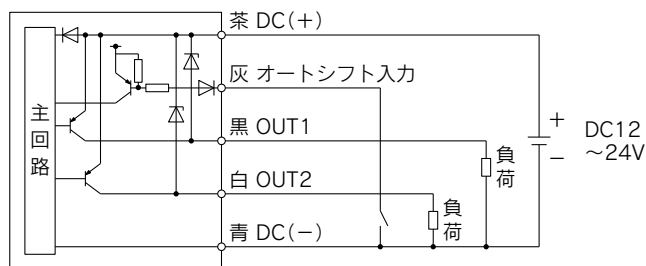 茶 DC(+)
灰 オートシフト入力
主回路
黒 OUT1
+
−
DC12
～24V
負荷
白 OUT2
負荷
青 DC(−)